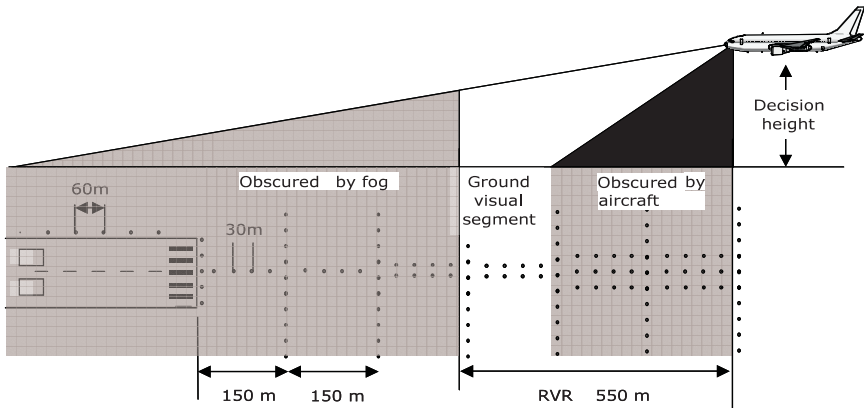 Decision
height
Obscured by fog
Ground
visual
segment
Obscured by
aircraft
60m
30m
150 m
150 m
RVR 550 m